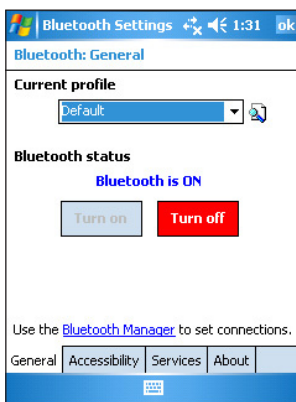 Bluetooth Settings 1:31 ok
Bluetooth: General
Current profile
Default
Bluetooth status
Bluetooth is ON
Turn on Turn off
Use the Bluetooth Manager to set connections.
General Accessibility Services About